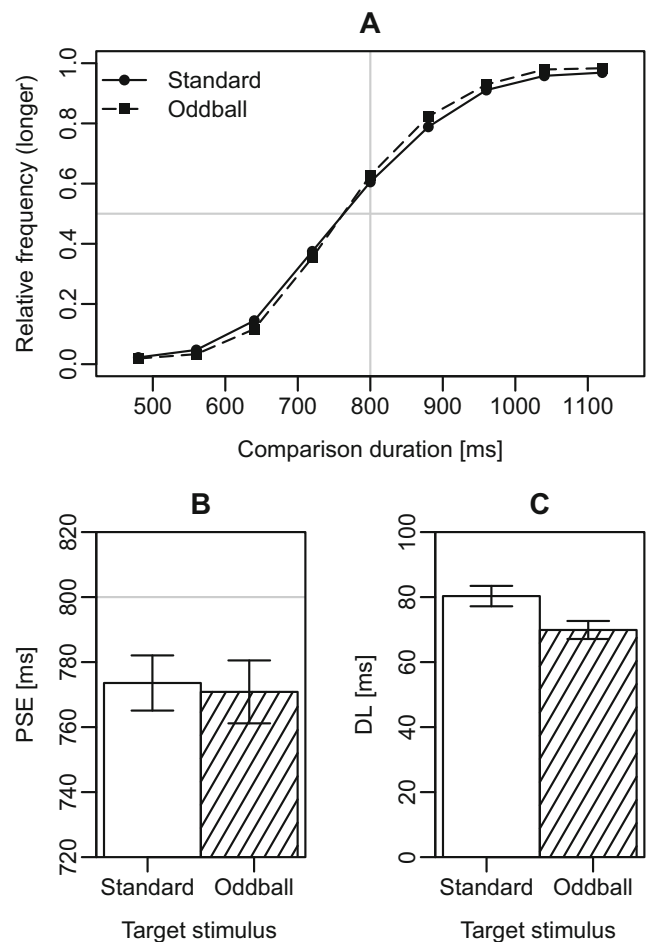 A
Relative frequency (longer)
0.0 0.2 0.4 0.6 0.8 1.0
Standard
Oddball
500 600 700 800 900 1000 1100
Comparison duration [ms]
B
PSE [ms]
720 740 760 780 800 820
Standard Oddball
Target stimulus
C
DL [ms]
0 20 40 60 80 100
Standard Oddball
Target stimulus